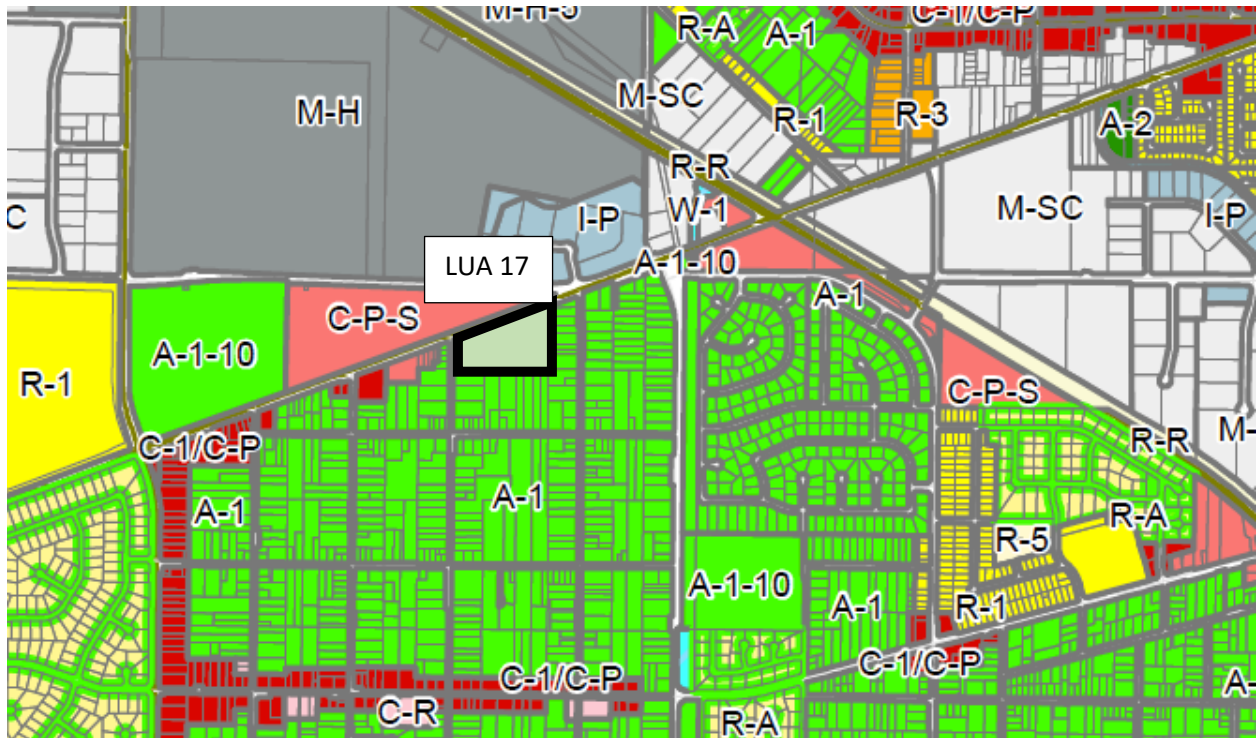 M-H-5
C-1/C-P
R-A
A-1
M-H
M-SC
R-1
R-3
A-2
R-R
C
I-P
W-1
M-SC
I-P
LUA 17
A-1-10
A-1
C-P-S
A-1-10
R-1
C-P-S
M-
C-1/C-P
R-R
A-1
A-1
R-A
R-5
A-1-10
A-1
R-1
C-1/C-P
C-1/C-P
A-
C-R
R-A